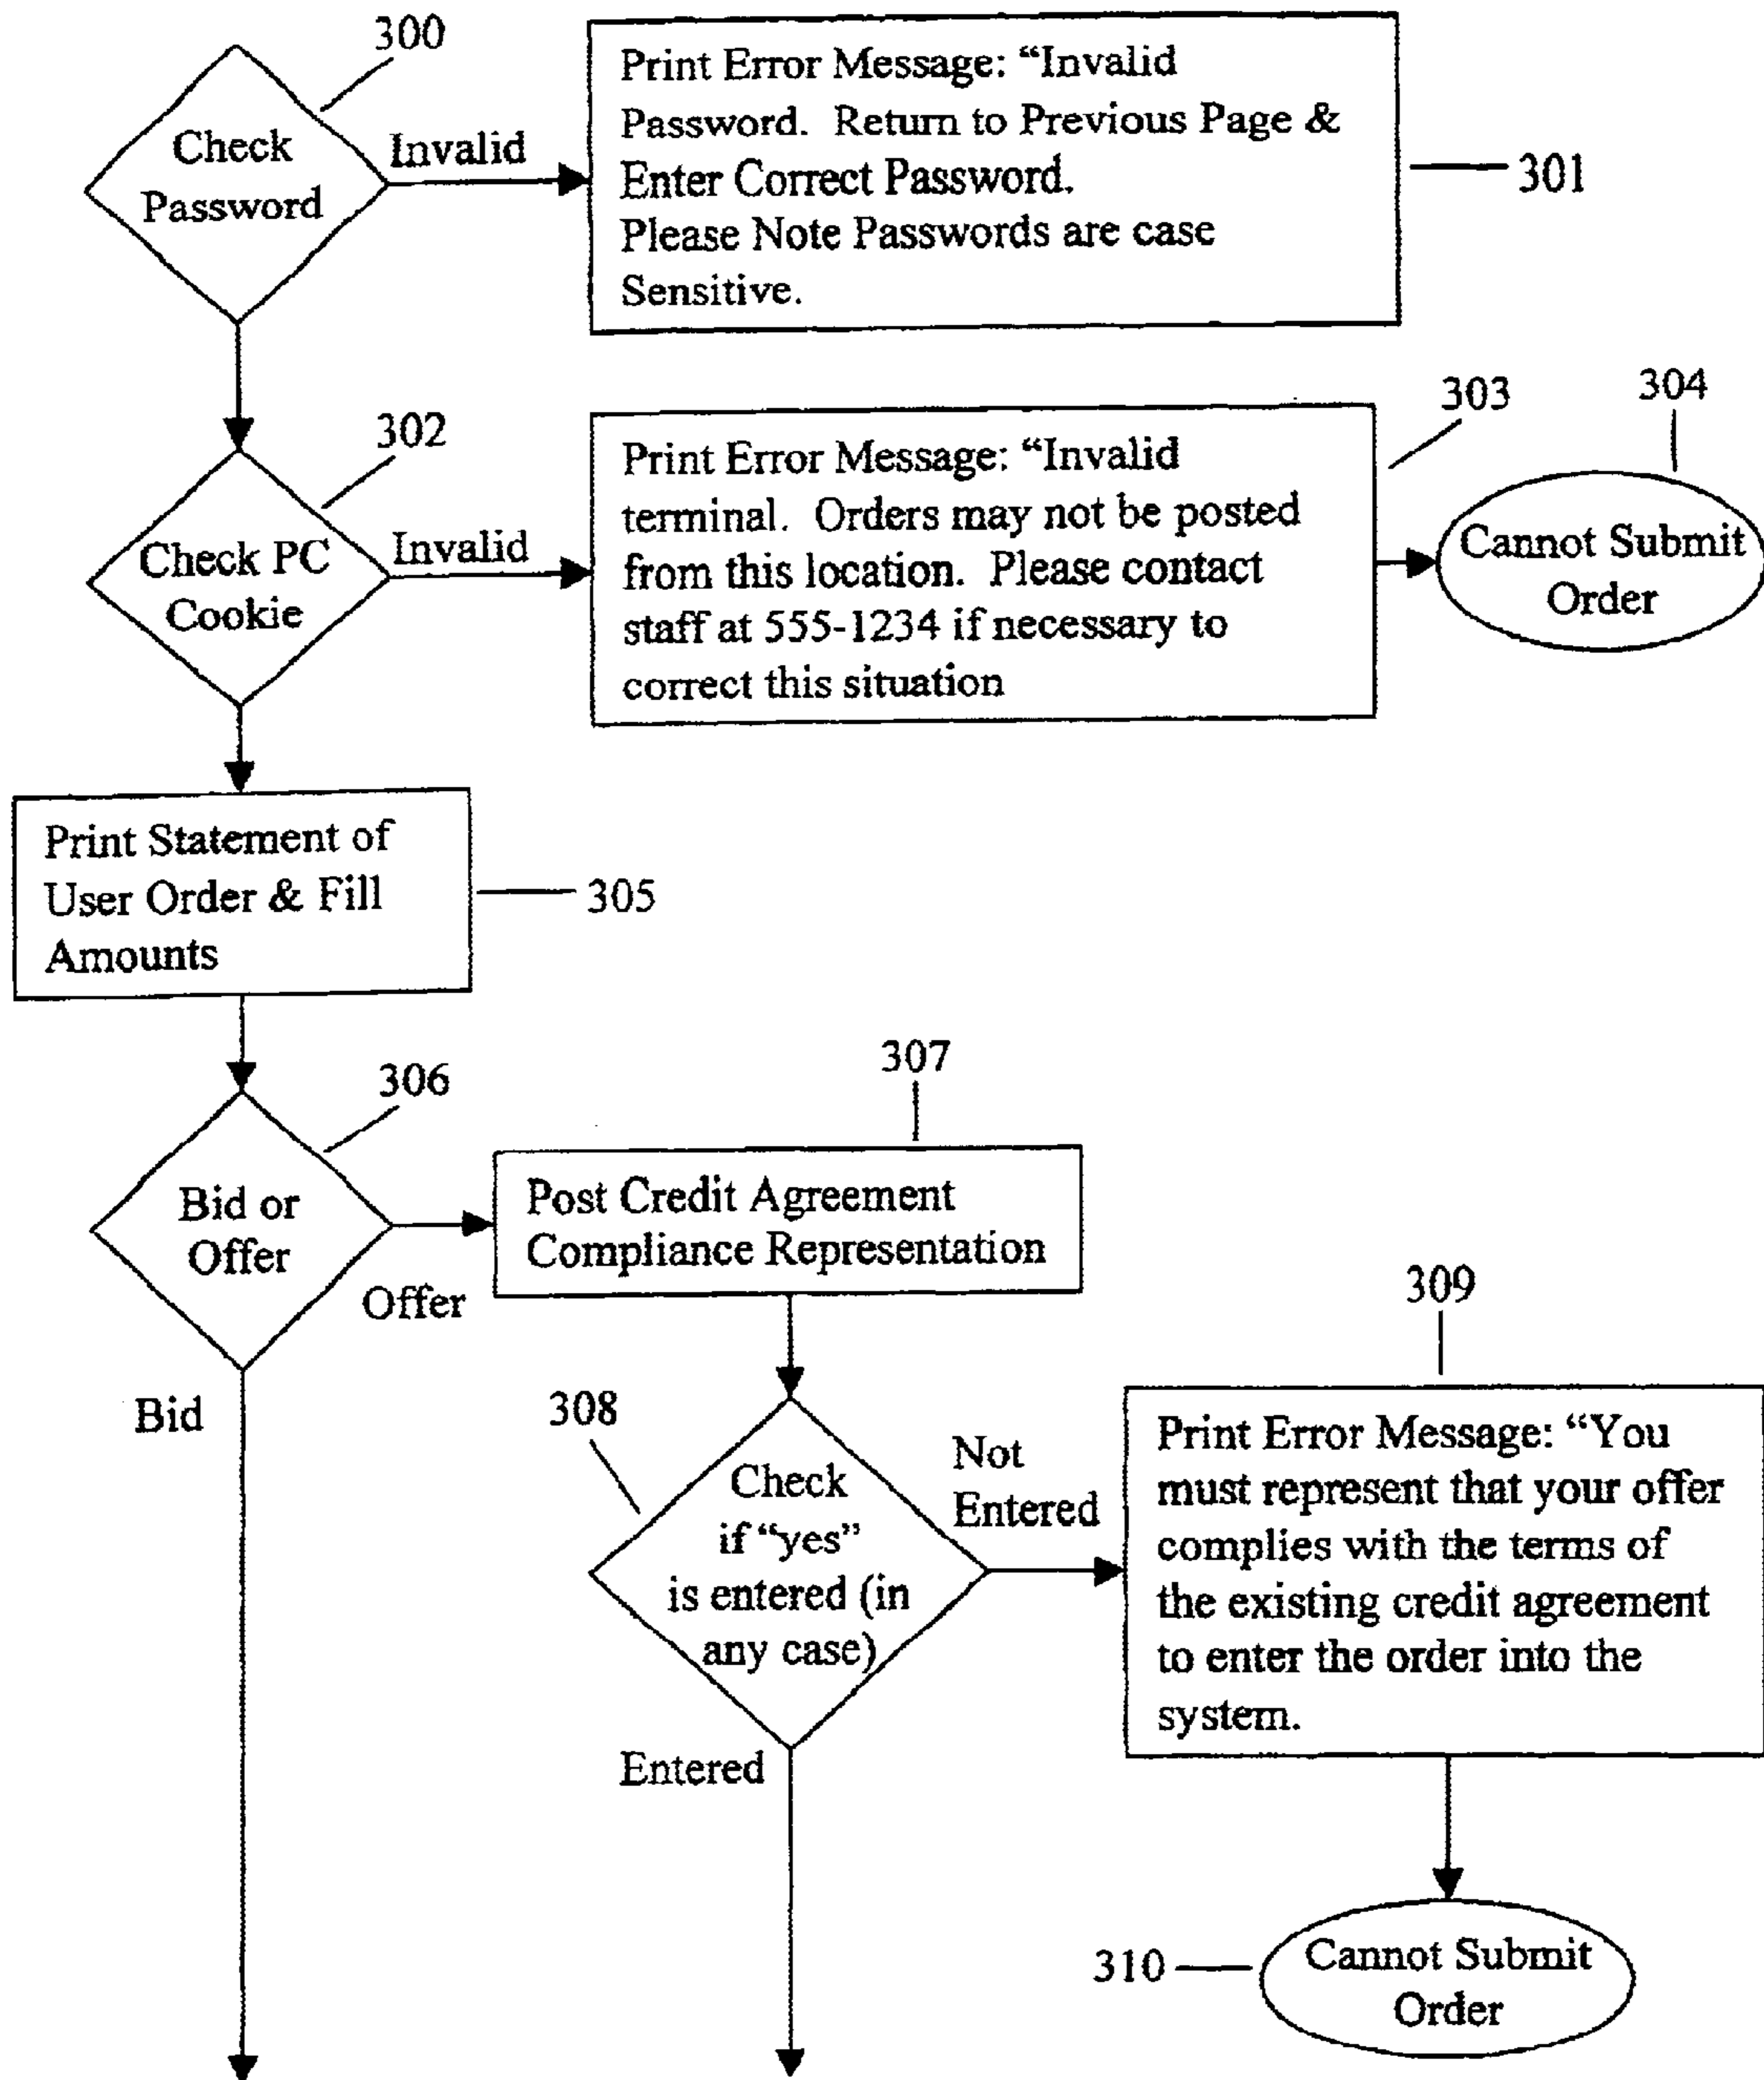 300
Check
Password
Invalid
Print Error Message: “Invalid
Password. Return to Previous Page &
Enter Correct Password.
Please Note Passwords are case
Sensitive.
301
302
Check PC
Cookie
Invalid
Print Error Message: “Invalid
terminal. Orders may not be posted
from this location. Please contact
staff at 555-1234 if necessary to
correct this situation
303
304
Cannot Submit
Order
Print Statement of
User Order & Fill
Amounts
305
306
Bid or
Offer
Offer
Bid
307
Post Credit Agreement
Compliance Representation
308
Check
if “yes”
is entered (in
any case)
Not
Entered
Entered
309
Print Error Message: “You
must represent that your offer
complies with the terms of
the existing credit agreement
to enter the order into the
system.
310
Cannot Submit
Order